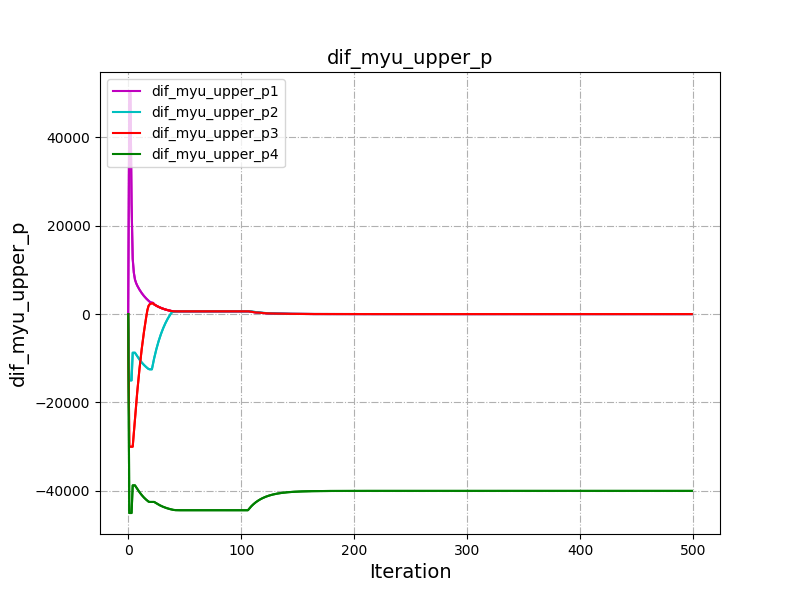 dif_myu_upper_p
dif_myu_upper_p1
dif_myu_upper_p2
dif_myu_upper_p3
dif_myu_upper_p4
dif_myu_upper_p
40000
20000
0
−20000
−40000
0
100
200
300
400
500
Iteration